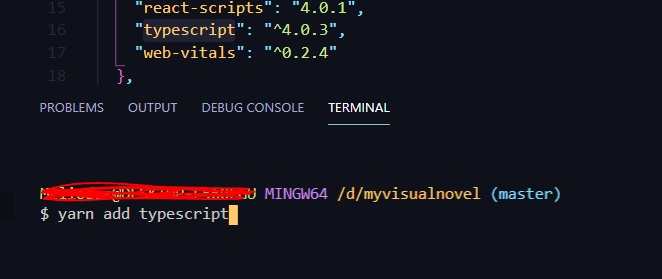 15 "react-scripts": "4.0.1",
16 "typescript": "^4.0.3",
17 "web-vitals": "^0.2.4"
18 },
PROBLEMS OUTPUT DEBUG CONSOLE TERMINAL
MINGW64 /d/myvisualnovel (master)
$ yarn add typescript